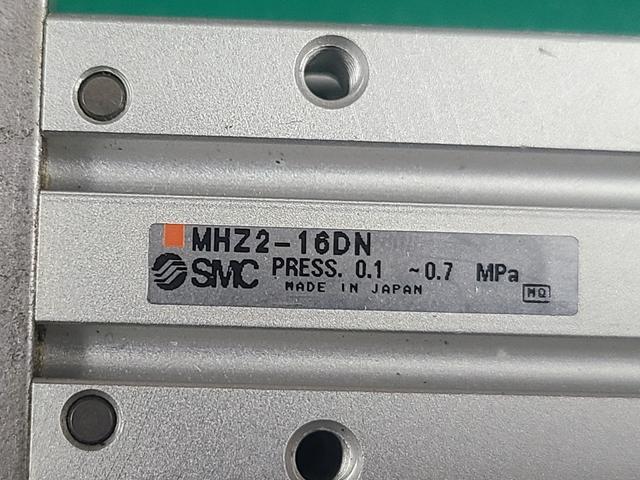 MHZ2-16DN
SMC PRESS. 0.1 ~0.7 MPa
MADE IN JAPAN
MQ